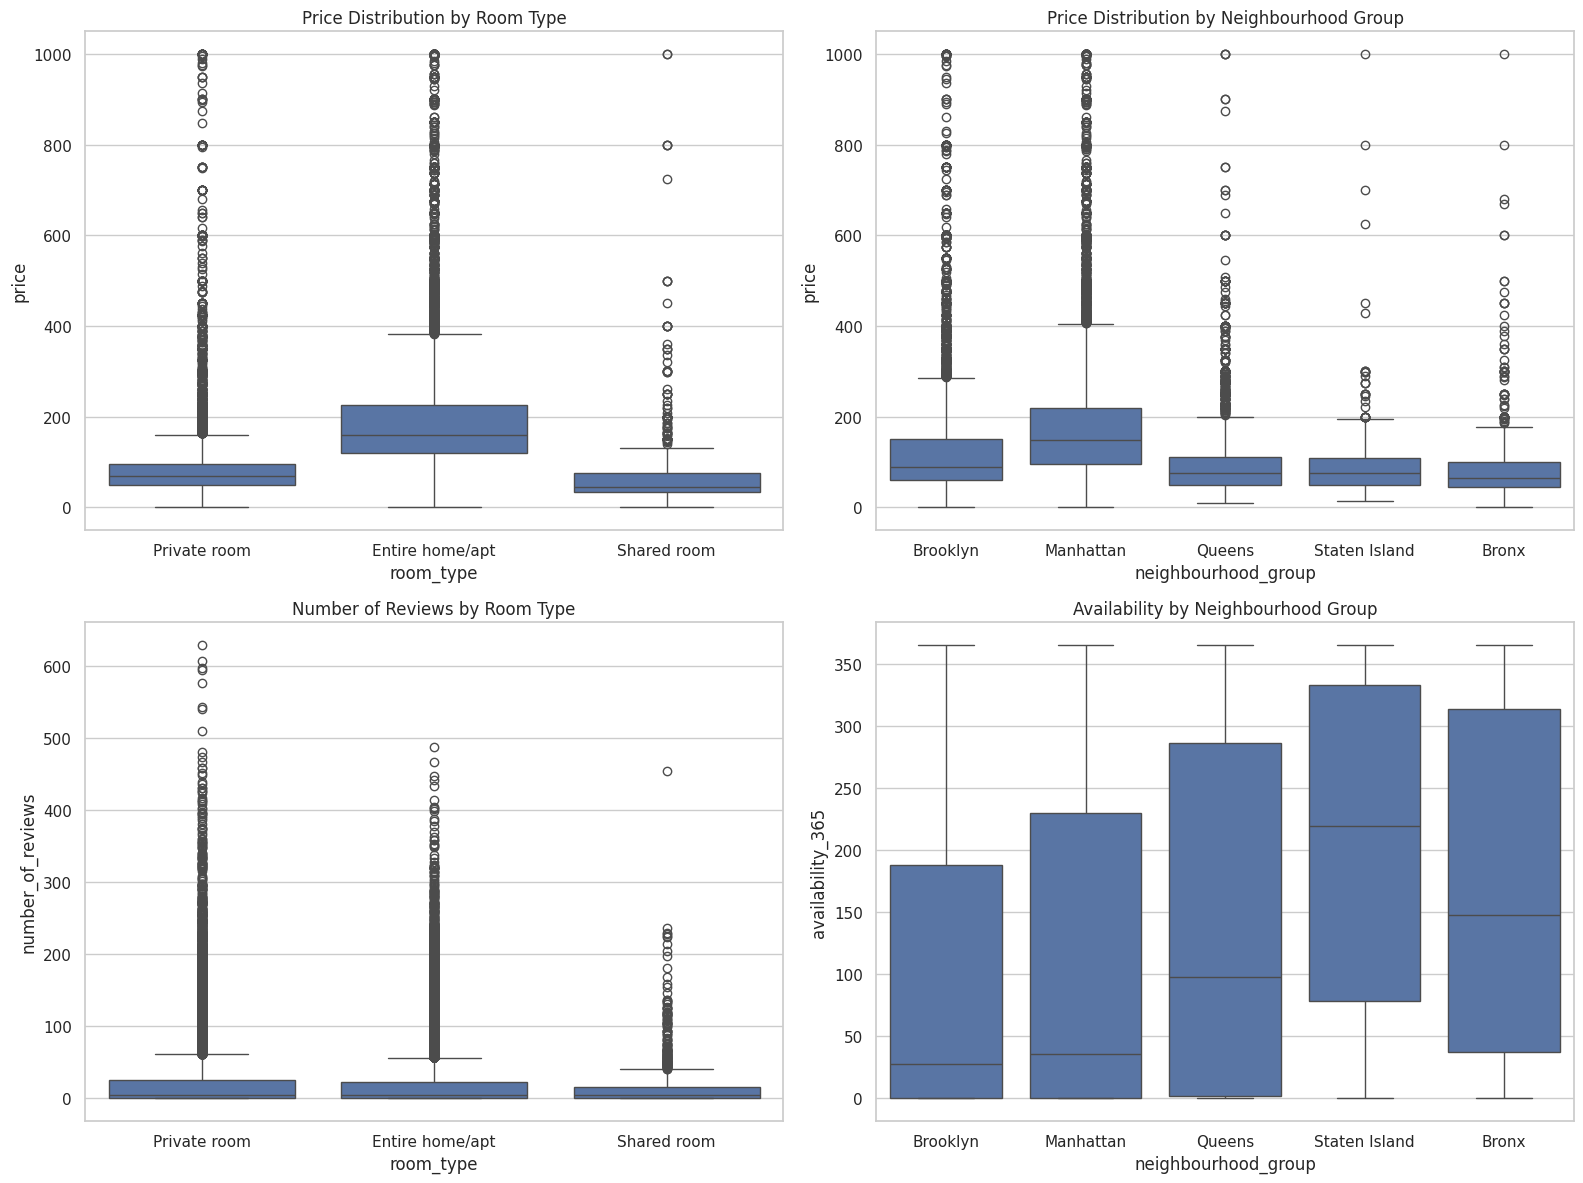 Price Distribution by Room Type
1000
800
600
400
200
0
price
Private room Entire home/apt Shared room
room_type
Price Distribution by Neighbourhood Group
1000
800
600
400
200
0
price
Brooklyn Manhattan Queens Staten Island Bronx
neighbourhood_group
Number of Reviews by Room Type
600
500
400
300
200
100
0
number_of_reviews
Private room Entire home/apt Shared room
room_type
Availability by Neighbourhood Group
350
300
250
200
150
100
50
0
availability_365
Brooklyn Manhattan Queens Staten Island Bronx
neighbourhood_group